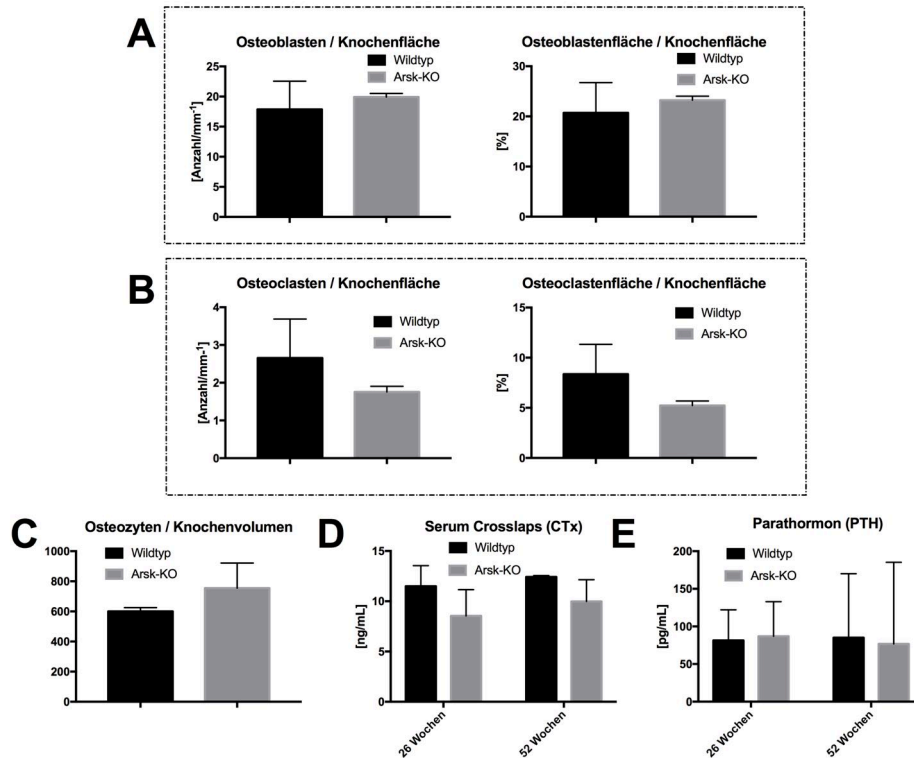 A
Osteoblasten / Knochenfläche
Wildtyp
Arsk-KO
[Anzahl/mm-1]
25
20
15
10
5
0
Osteoblastenfläche / Knochenfläche
Wildtyp
Arsk-KO
[%]
30
20
10
0
B
Osteoclasten / Knochenfläche
Wildtyp
Arsk-KO
[Anzahl/mm-1]
4
3
2
1
0
Osteoclastenfläche / Knochenfläche
Wildtyp
Arsk-KO
[%]
15
10
5
0
C
Osteozyten / Knochenvolumen
Wildtyp
Arsk-KO
1000
800
600
400
200
0
D
Serum Crosslaps (CTx)
Wildtyp
Arsk-KO
[ng/mL]
15
10
5
0
26 Wochen
52 Wochen
E
Parathormon (PTH)
Wildtyp
Arsk-KO
[pg/mL]
200
150
100
50
0
26 Wochen
52 Wochen